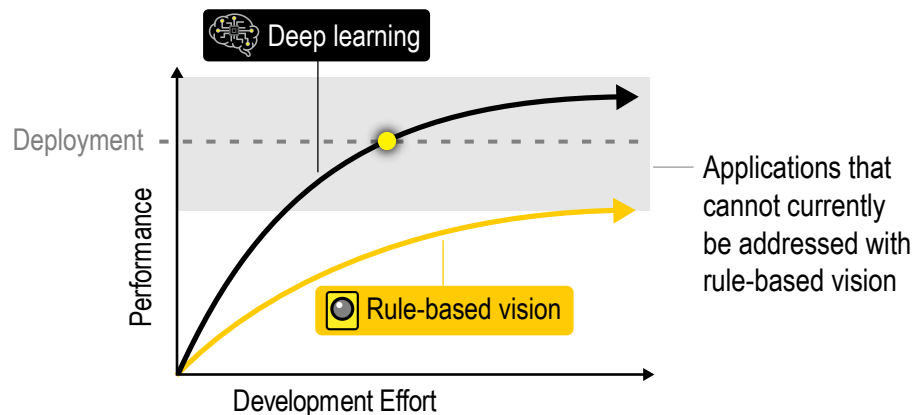 Deep learning
Deployment
Applications that
cannot currently
be addressed with
rule-based vision
Performance
Rule-based vision
Development Effort